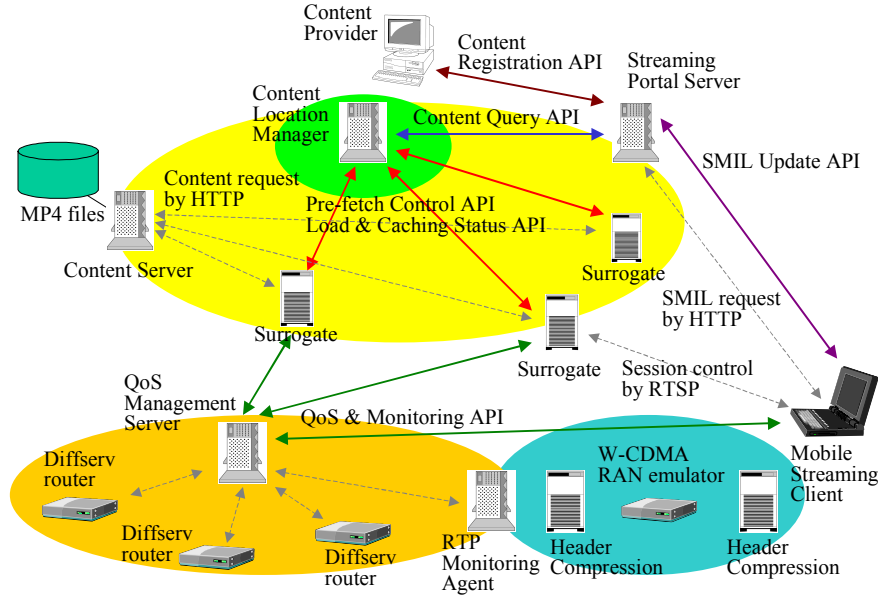 Content
Provider
Content
Registration API
Streaming
Portal Server
Content
Location
Manager
Content Query API
SMIL Update API
MP4 files
Content request
by HTTP
Pre-fetch Control API
Load & Caching Status API
Content Server
Surrogate
Surrogate
Surrogate
SMIL request
by HTTP
Session control
by RTSP
QoS
Management
Server
QoS & Monitoring API
Mobile
Streaming
Client
W-CDMA
RAN emulator
Diffserv
router
Diffserv
router
Diffserv
router
RTP
Monitoring
Agent
Header
Compression
Header
Compression